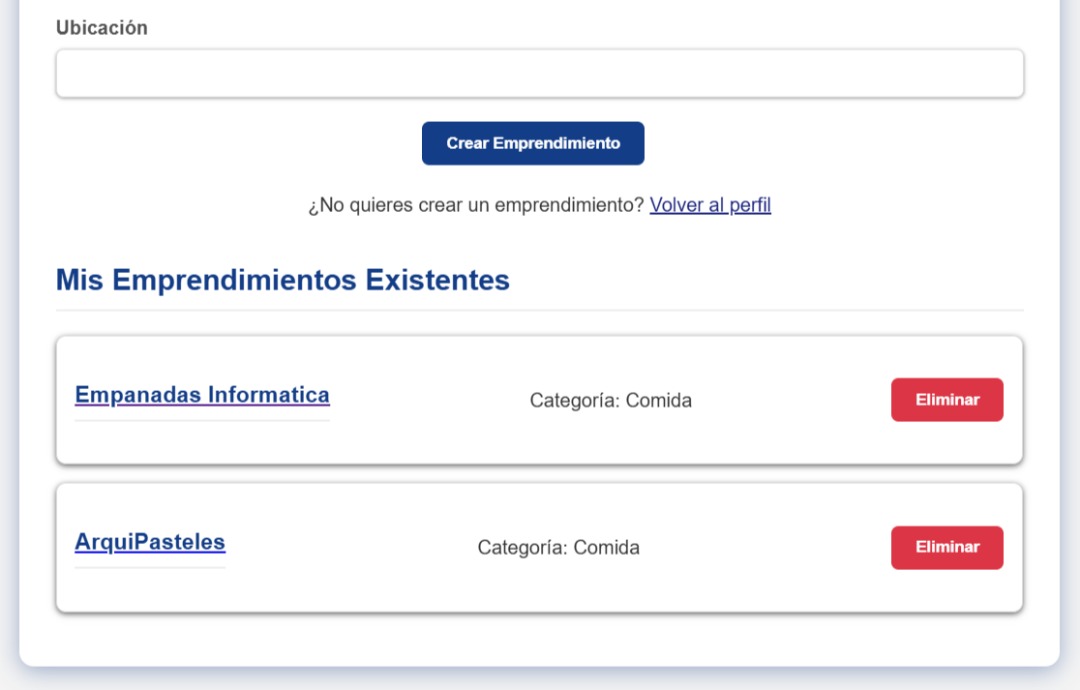 Ubicación
Crear Emprendimiento
¿No quieres crear un emprendimiento? Volver al perfil
Mis Emprendimientos Existentes
Empanadas Informatica
Categoría: Comida
Eliminar
ArquiPasteles
Categoría: Comida
Eliminar